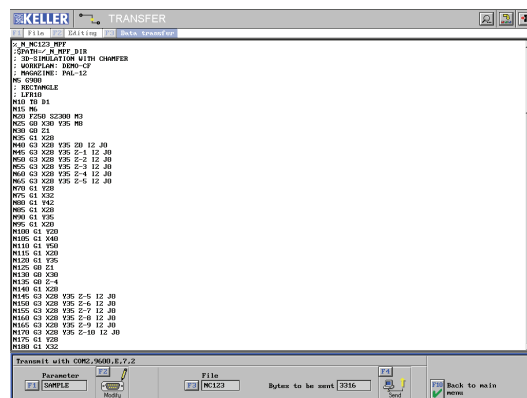 KELLER TRANSFER
F1 File F2 Editing F3 Data transfer
%_N_NC123_MPF
;$PATH=/_N_MPF_DIR
; 3D-SIMULATION WITH CHAMFER
; WORKPLAN: DEMO-CF
; MAGAZINE: PAL-12
N5 G900
; RECTANGLE
; LFR10
N10 T8 D1
N15 M6
N20 F250 S2300 M3
N25 G0 X30 Y35 M8
N30 G0 Z1
N35 G1 X28
N40 G3 X28 Y35 Z0 I2 J0
N45 G3 X28 Y35 Z-1 I2 J0
N50 G3 X28 Y35 Z-2 I2 J0
N55 G3 X28 Y35 Z-3 I2 J0
N60 G3 X28 Y35 Z-4 I2 J0
N65 G3 X28 Y35 Z-5 I2 J0
N70 G1 Y28
N75 G1 X32
N80 G1 Y42
N85 G1 X28
N90 G1 Y35
N95 G1 X20
N100 G1 Y20
N105 G1 X40
N110 G1 Y50
N115 G1 X20
N120 G1 Y35
N125 G0 Z1
N130 G0 X30
N135 G0 Z-4
N140 G1 X28
N145 G3 X28 Y35 Z-5 I2 J0
N150 G3 X28 Y35 Z-6 I2 J0
N155 G3 X28 Y35 Z-7 I2 J0
N160 G3 X28 Y35 Z-8 I2 J0
N165 G3 X28 Y35 Z-9 I2 J0
N170 G3 X28 Y35 Z-10 I2 J0
N175 G1 Y28
N180 G1 X32
Transmit with COM2,9600,E,7,2
Parameter F2 File F4
F1 SAMPLE F3 NC123 Bytes to be sent 3316 F10 Back to main
Modify Send menu